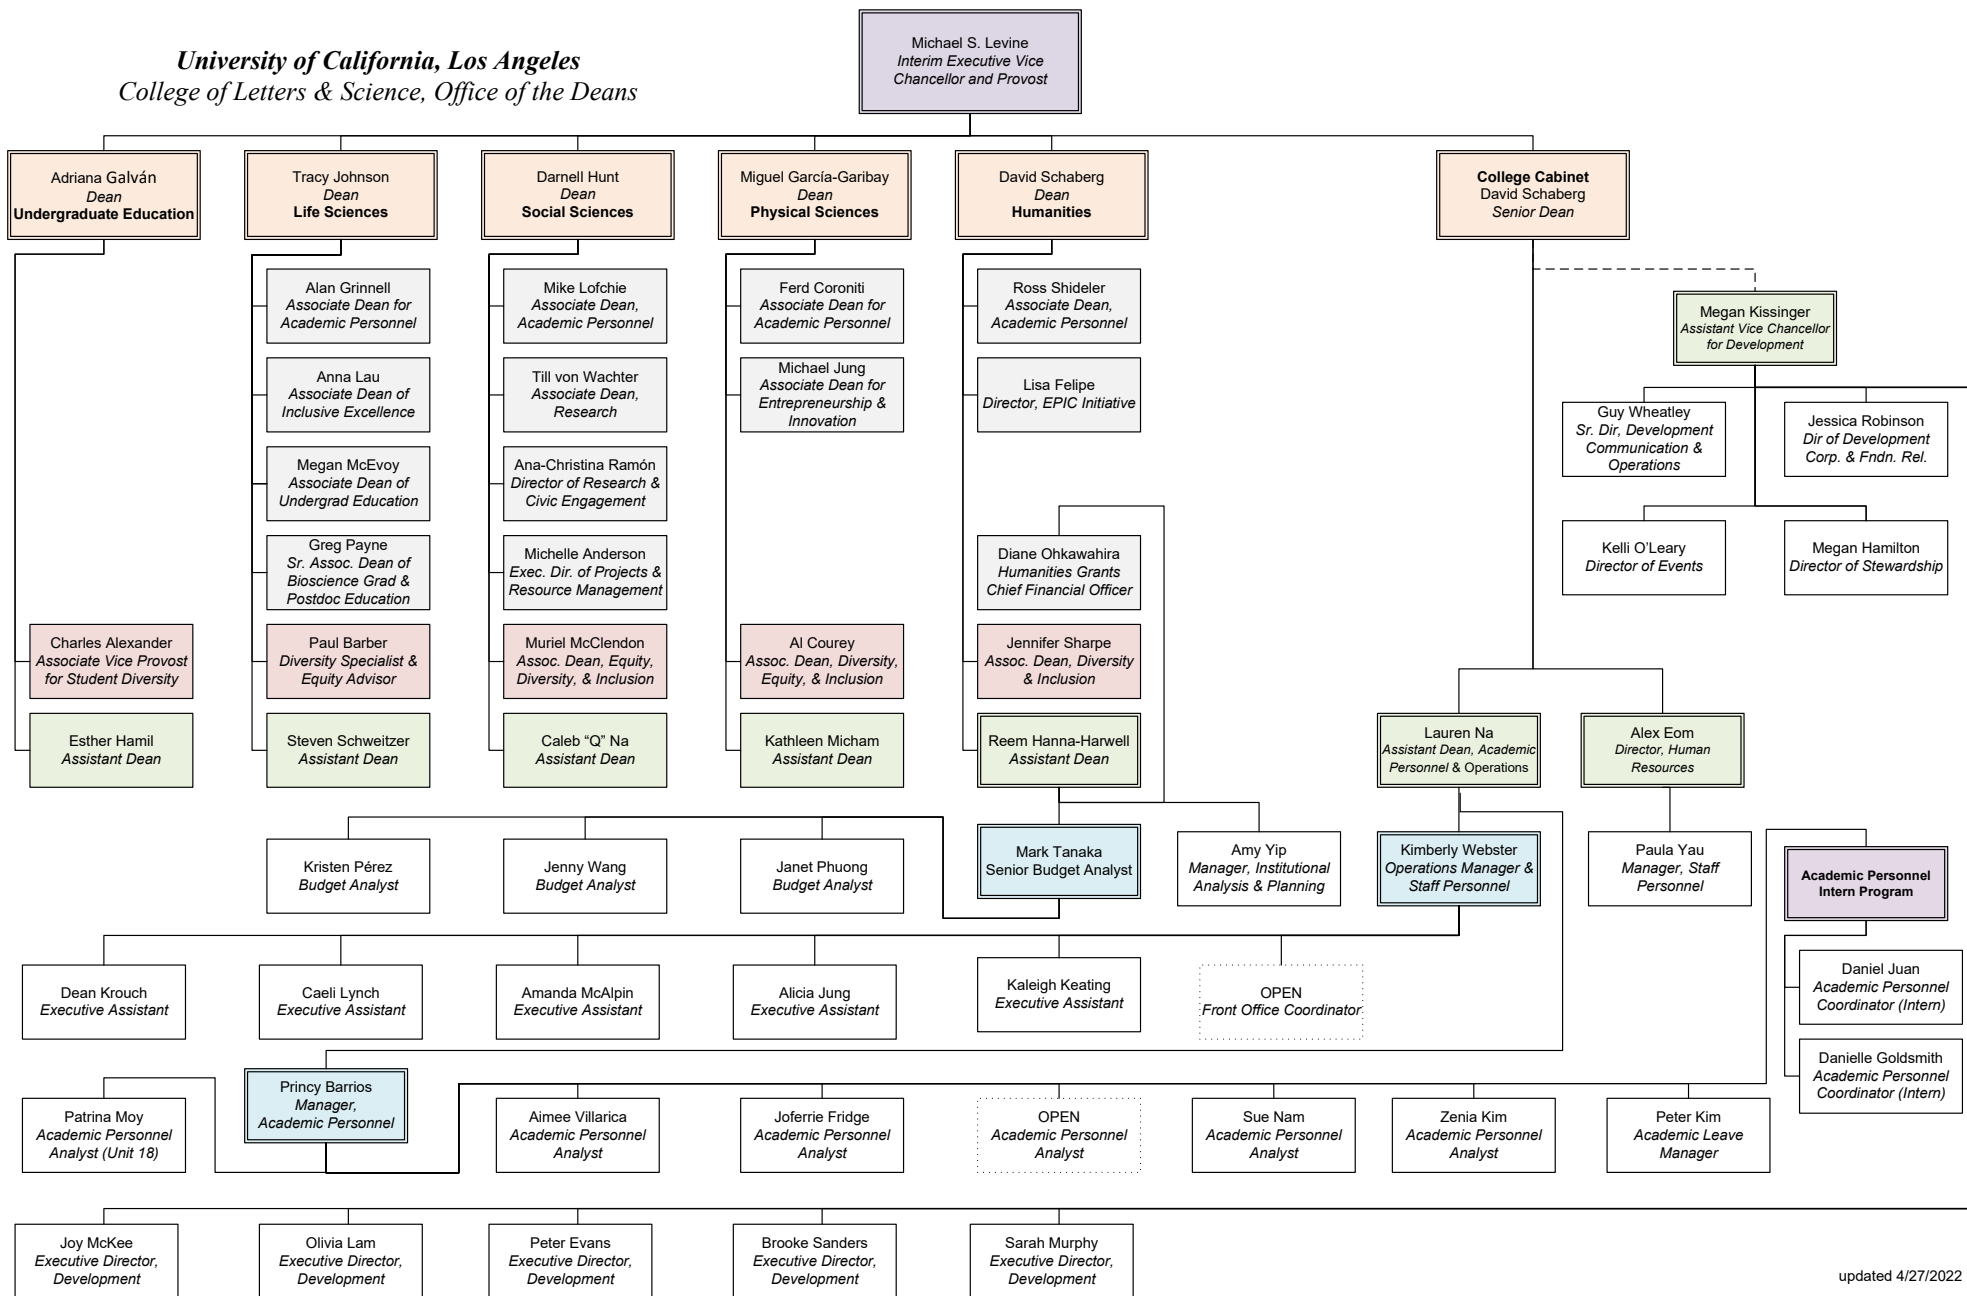 University of California, Los Angeles
College of Letters & Science, Office of the Deans
Michael S. Levine
Interim Executive Vice
Chancellor and Provost
Adriana Galván
Dean
Undergraduate Education
Tracy Johnson
Dean
Life Sciences
Darnell Hunt
Dean
Social Sciences
Miguel García-Garibay
Dean
Physical Sciences
David Schaberg
Dean
Humanities
College Cabinet
David Schaberg
Senior Dean
Alan Grinnell
Associate Dean for
Academic Personnel
Mike Lofchie
Associate Dean,
Academic Personnel
Ferd Coroniti
Associate Dean for
Academic Personnel
Ross Shideler
Associate Dean,
Academic Personnel
Megan Kissinger
Assistant Vice Chancellor
for Development
Anna Lau
Associate Dean of
Inclusive Excellence
Till von Wachter
Associate Dean,
Research
Michael Jung
Associate Dean for
Entrepreneurship &
Innovation
Lisa Felipe
Director, EPIC Initiative
Guy Wheatley
Sr. Dir, Development
Communication &
Operations
Jessica Robinson
Dir of Development
Corp. & Fndn. Rel.
Megan McEvoy
Associate Dean of
Undergrad Education
Ana-Christina Ramón
Director of Research &
Civic Engagement
Greg Payne
Sr. Assoc. Dean of
Bioscience Grad &
Postdoc Education
Michelle Anderson
Exec. Dir. of Projects &
Resource Management
Diane Ohkawahira
Humanities Grants
Chief Financial Officer
Kelli O’Leary
Director of Events
Megan Hamilton
Director of Stewardship
Charles Alexander
Associate Vice Provost
for Student Diversity
Paul Barber
Diversity Specialist &
Equity Advisor
Muriel McClendon
Assoc. Dean, Equity,
Diversity, & Inclusion
Al Courey
Assoc. Dean, Diversity,
Equity, & Inclusion
Jennifer Sharpe
Assoc. Dean, Diversity
& Inclusion
Esther Hamil
Assistant Dean
Steven Schweitzer
Assistant Dean
Caleb “Q” Na
Assistant Dean
Kathleen Micham
Assistant Dean
Reem Hanna-Harwell
Assistant Dean
Lauren Na
Assistant Dean, Academic
Personnel & Operations
Alex Eom
Director, Human
Resources
Kristen Pérez
Budget Analyst
Jenny Wang
Budget Analyst
Janet Phuong
Budget Analyst
Mark Tanaka
Senior Budget Analyst
Amy Yip
Manager, Institutional
Analysis & Planning
Kimberly Webster
Operations Manager &
Staff Personnel
Paula Yau
Manager, Staff
Personnel
Academic Personnel
Intern Program
Dean Krouch
Executive Assistant
Caeli Lynch
Executive Assistant
Amanda McAlpin
Executive Assistant
Alicia Jung
Executive Assistant
Kaleigh Keating
Executive Assistant
OPEN
Front Office Coordinator
Daniel Juan
Academic Personnel
Coordinator (Intern)
Danielle Goldsmith
Academic Personnel
Coordinator (Intern)
Patrina Moy
Academic Personnel
Analyst (Unit 18)
Princy Barrios
Manager,
Academic Personnel
Aimee Villarica
Academic Personnel
Analyst
Joferrie Fridge
Academic Personnel
Analyst
OPEN
Academic Personnel
Analyst
Sue Nam
Academic Personnel
Analyst
Zenia Kim
Academic Personnel
Analyst
Peter Kim
Academic Leave
Manager
Joy McKee
Executive Director,
Development
Olivia Lam
Executive Director,
Development
Peter Evans
Executive Director,
Development
Brooke Sanders
Executive Director,
Development
Sarah Murphy
Executive Director,
Development
updated 4/27/2022